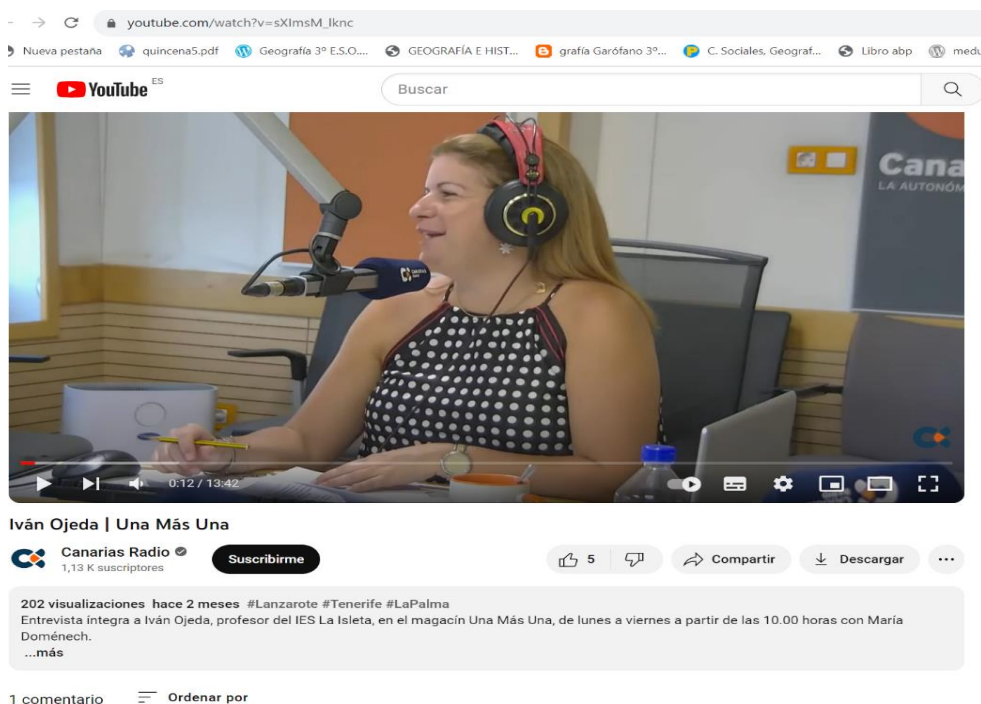 youtube.com/watch?v=sXImsM_lknc
Nueva pestaña quincena5.pdf Geografía 3º E.S.O.... GEOGRAFÍA E HIST... grafía Garófano 3º... C. Sociales, Geograf... Libro abp medu
YouTube ES
Buscar
Cana
LA AUTONÓM
CANARIAS
0:12 / 13:42
Iván Ojeda | Una Más Una
Canarias Radio
1,13 K suscriptores
Suscribirme
5
Compartir
Descargar
202 visualizaciones hace 2 meses #Lanzarote #Tenerife #LaPalma
Entrevista íntegra a Iván Ojeda, profesor del IES La Isleta, en el magacín Una Más Una, de lunes a viernes a partir de las 10.00 horas con María
Doménech.
...más
1 comentario Ordenar por